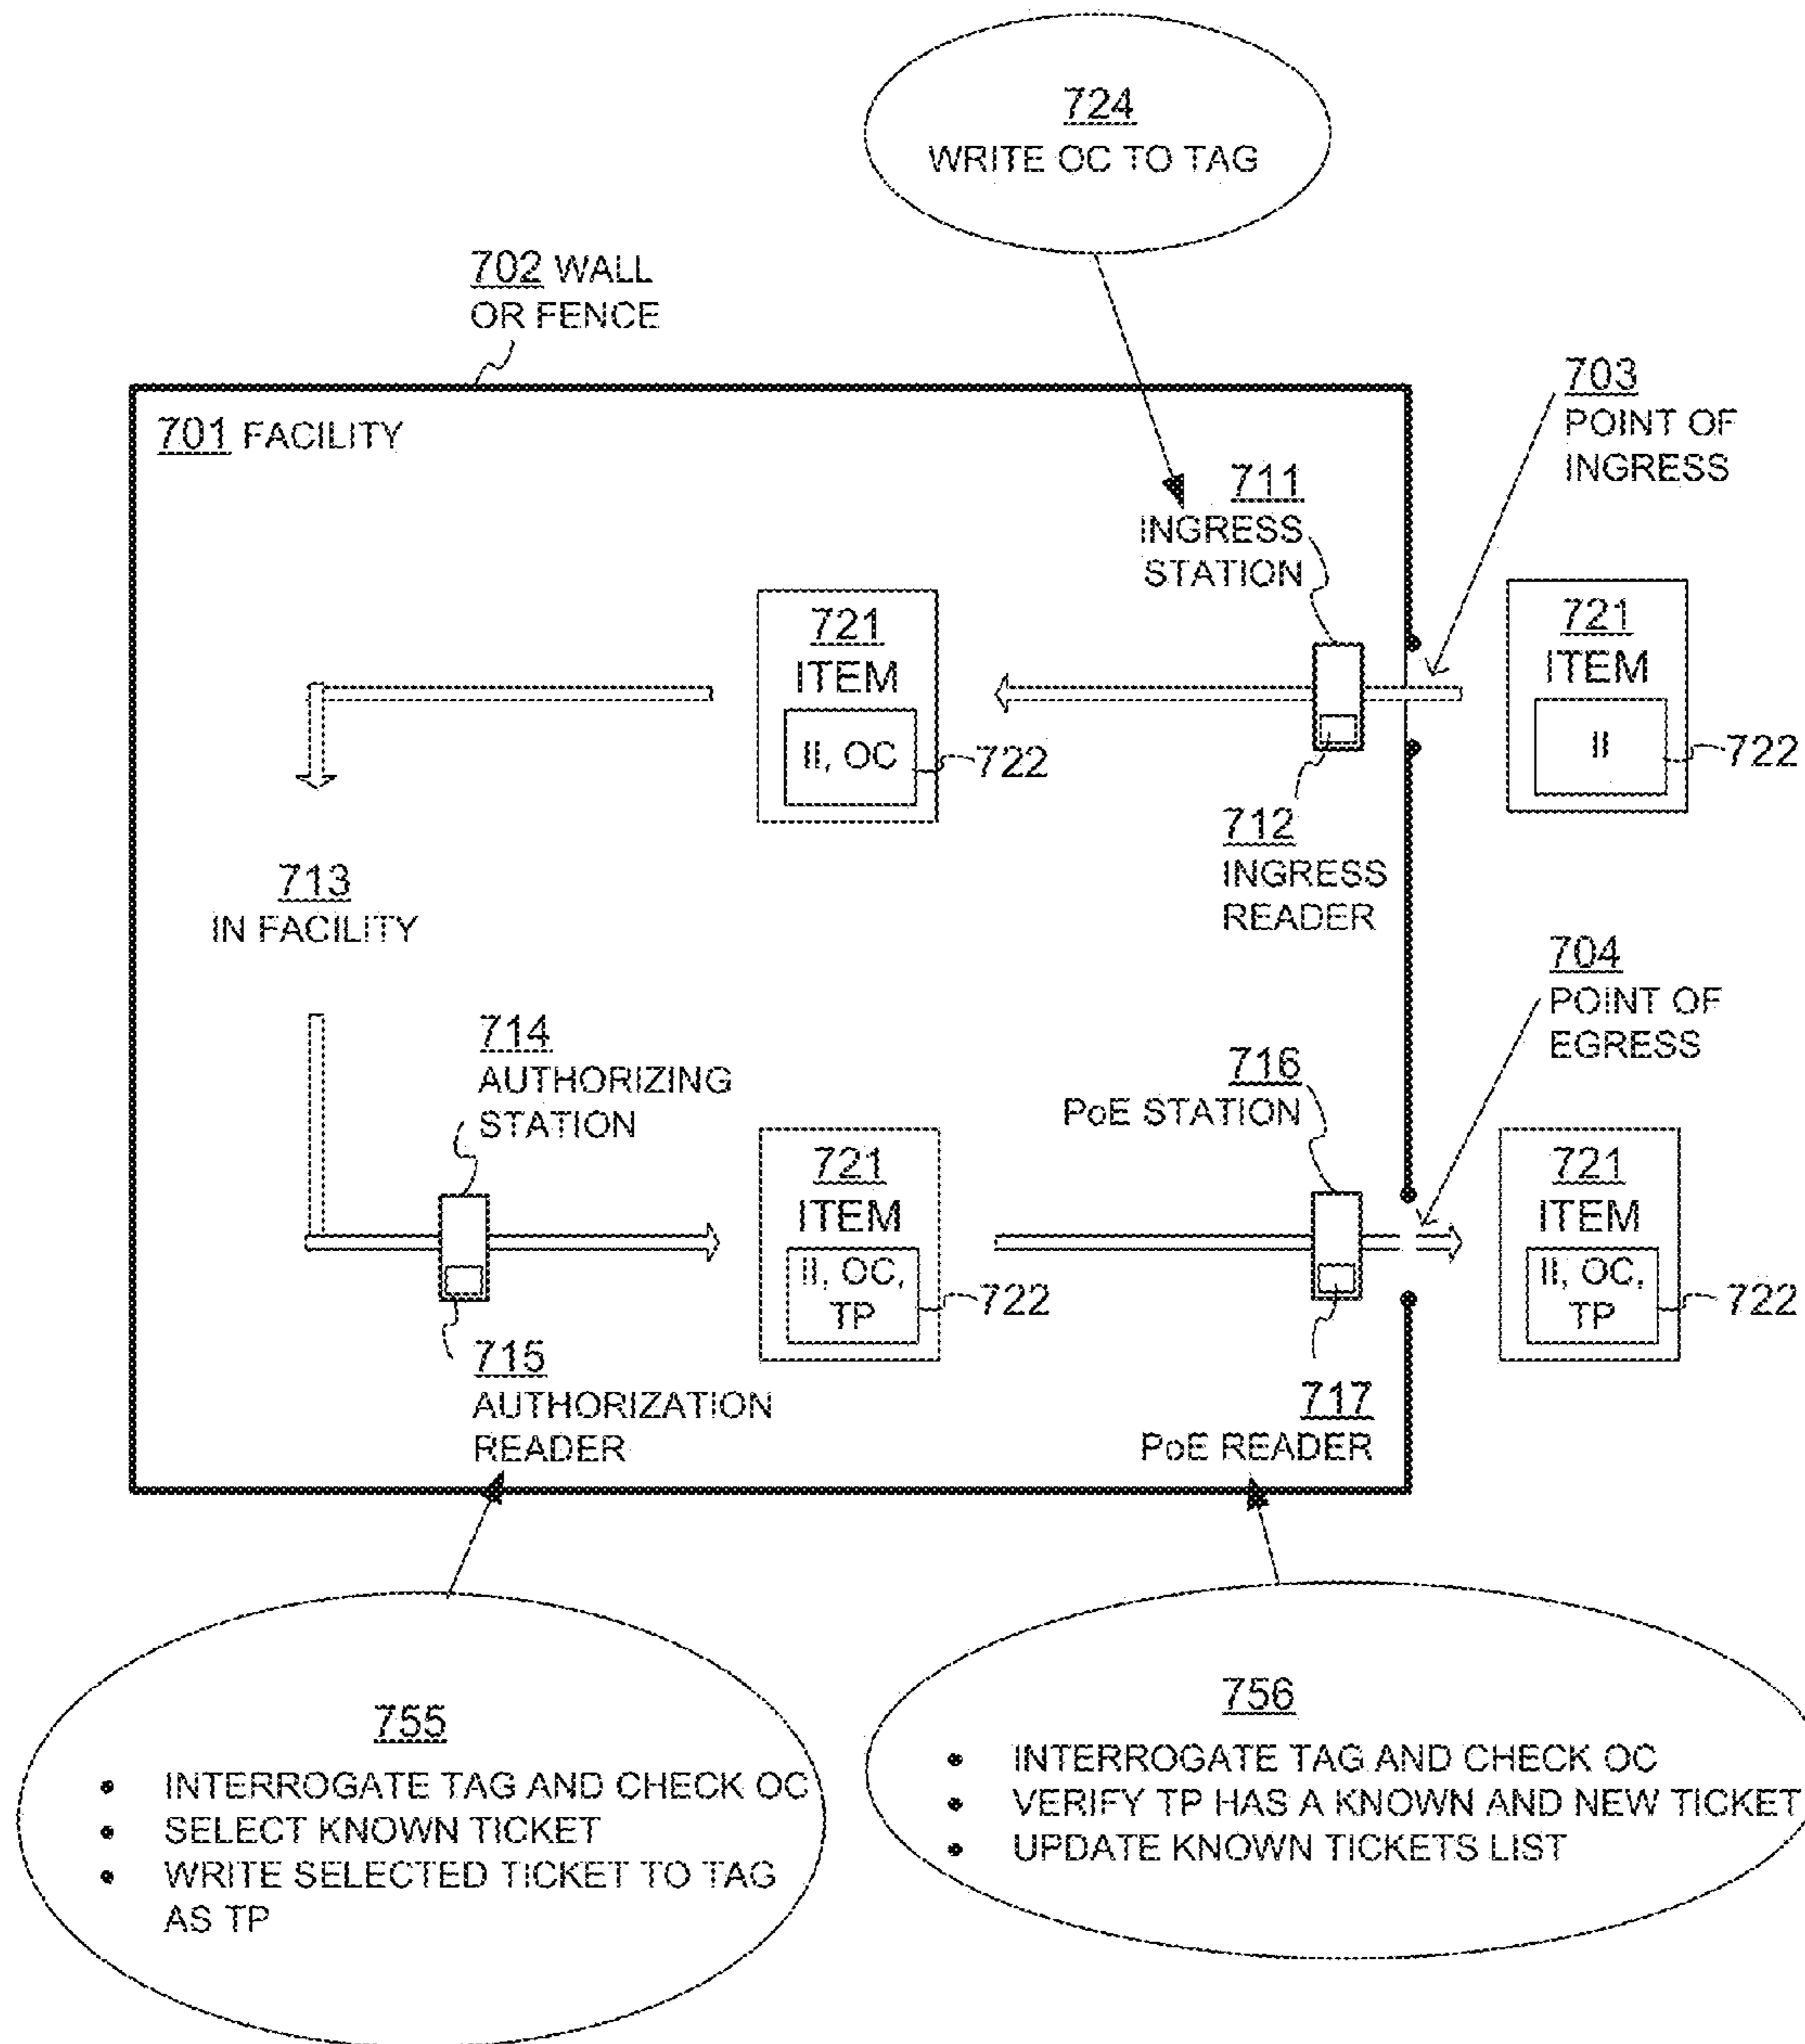 724
WRITE OC TO TAG
702 WALL
OR FENCE
703
POINT OF
INGRESS
701 FACILITY
711
INGRESS
STATION
721
ITEM
II, OC
722
721
ITEM
II
722
712
INGRESS
READER
713
IN FACILITY
704
POINT OF
EGRESS
714
AUTHORIZING
STATION
716
PoE STATION
721
ITEM
II, OC,
TP
722
721
ITEM
II, OC,
TP
722
715
AUTHORIZATION
READER
717
PoE READER
755
• INTERROGATE TAG AND CHECK OC
• SELECT KNOWN TICKET
• WRITE SELECTED TICKET TO TAG
AS TP
756
• INTERROGATE TAG AND CHECK OC
• VERIFY TP HAS A KNOWN AND NEW TICKET
• UPDATE KNOWN TICKETS LIST